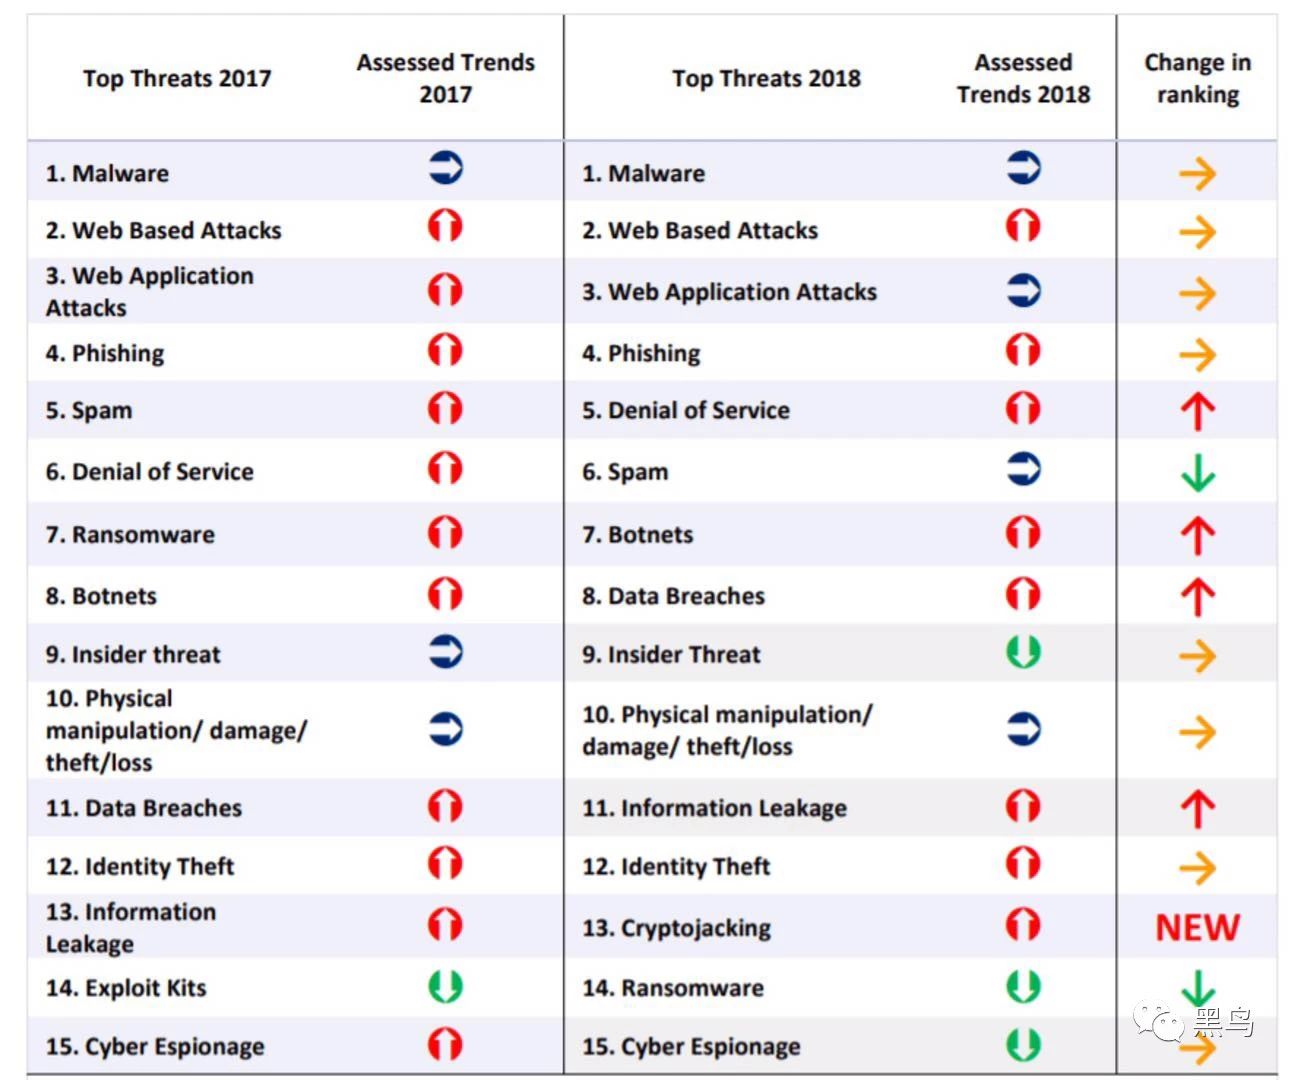 Top Threats 2017
Assessed Trends
2017
Top Threats 2018
Assessed
Trends 2018
Change in
ranking
1. Malware
1. Malware
2. Web Based Attacks
2. Web Based Attacks
3. Web Application
Attacks
3. Web Application Attacks
4. Phishing
4. Phishing
5. Spam
5. Denial of Service
6. Denial of Service
6. Spam
7. Ransomware
7. Botnets
8. Botnets
8. Data Breaches
9. Insider threat
9. Insider Threat
10. Physical
manipulation/ damage/
theft/loss
10. Physical manipulation/
damage/ theft/loss
11. Data Breaches
11. Information Leakage
12. Identity Theft
12. Identity Theft
13. Information
Leakage
13. Cryptojacking
NEW
14. Exploit Kits
14. Ransomware
15. Cyber Espionage
15. Cyber Espionage
黑鸟